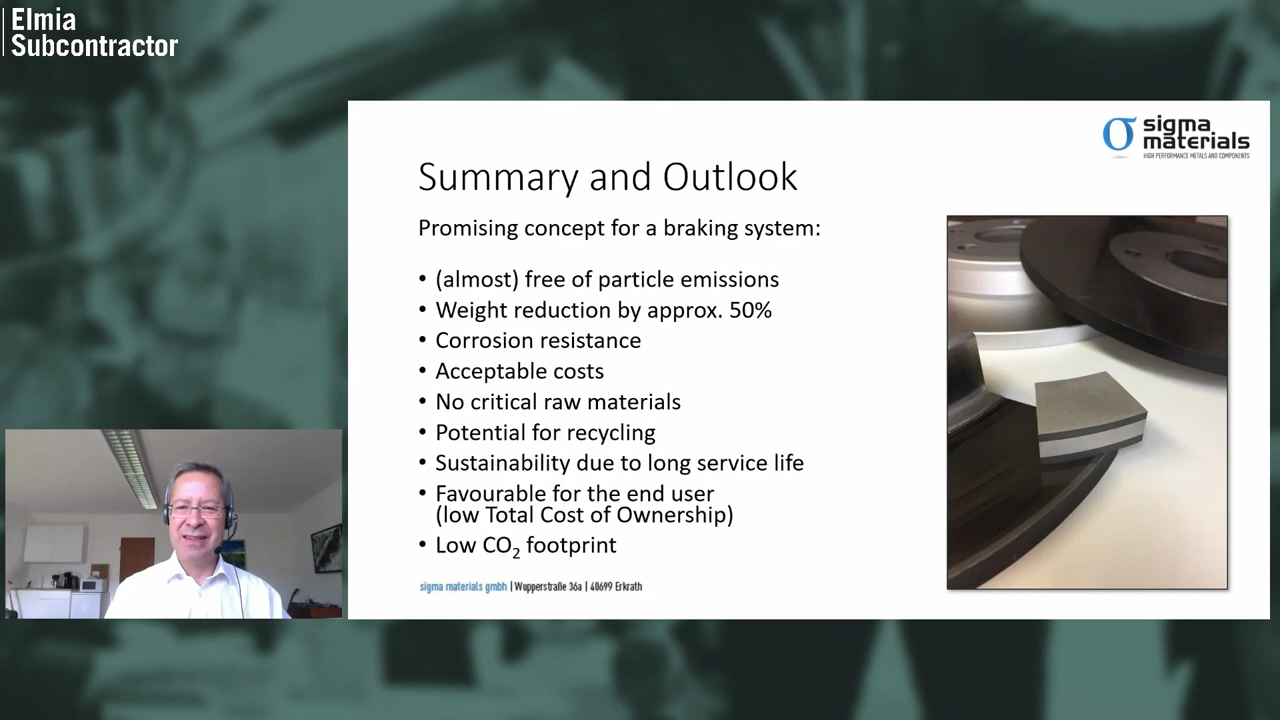 Elmia
Subcontractor
σ sigma
materials
HIGH PERFORMANCE METALS AND COMPONENTS
Summary and Outlook
Promising concept for a braking system:
• (almost) free of particle emissions
• Weight reduction by approx. 50%
• Corrosion resistance
• Acceptable costs
• No critical raw materials
• Potential for recycling
• Sustainability due to long service life
• Favourable for the end user
(low Total Cost of Ownership)
• Low CO₂ footprint
sigma materials gmbh | Wupperstraße 36a | 40699 Erkrath